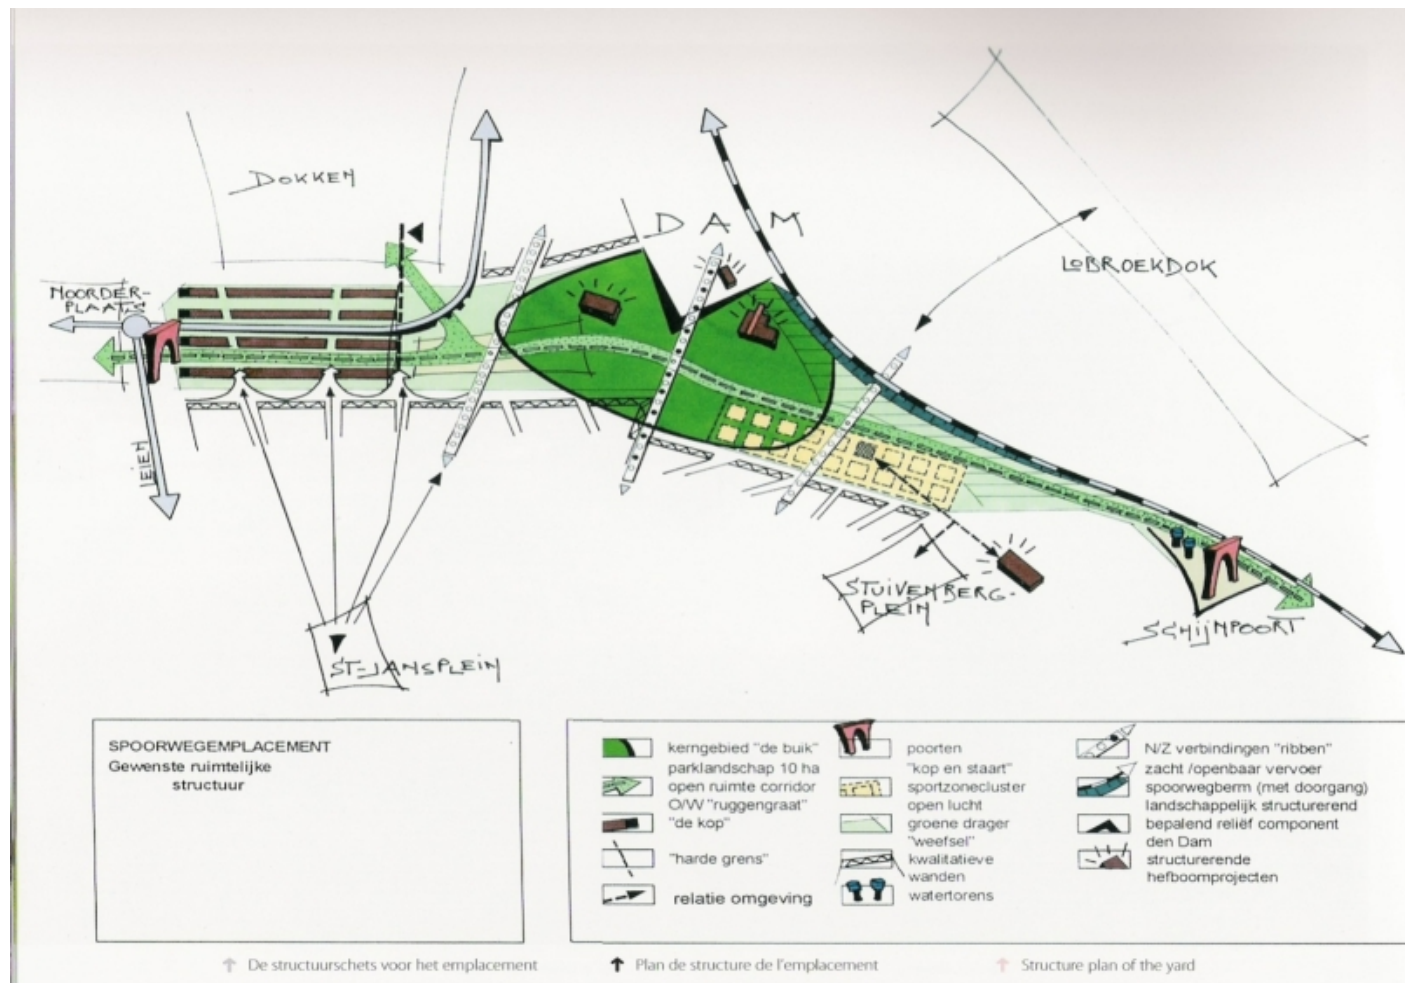 DOKKEN
D A M
LOBROEKDOK
NOORDER-
PLAATS
LEIEN
STUIVENBERG-
PLEIN
SCHIJNPOORT
ST-JANSPLEIN
SPOORWEGEMPLACEMENT
Gewenste ruimtelijke
structuur
kerngebied "de buik"
parklandschap 10 ha
open ruimte corridor
O/W "ruggengraat"
"de kop"
"harde grens"
relatie omgeving
poorten
"kop en staart"
sportzonecluster
open lucht
groene drager
"weefsel"
kwalitatieve
wanden
watertorens
N/Z verbindingen "ribben"
zacht /openbaar vervoer
spoorwegberm (met doorgang)
landschappelijk structurerend
bepalend reliëf component
den Dam
structurerende
hefboomprojecten
De structuurschets voor het emplacement
Plan de structure de l'emplacement
Structure plan of the yard